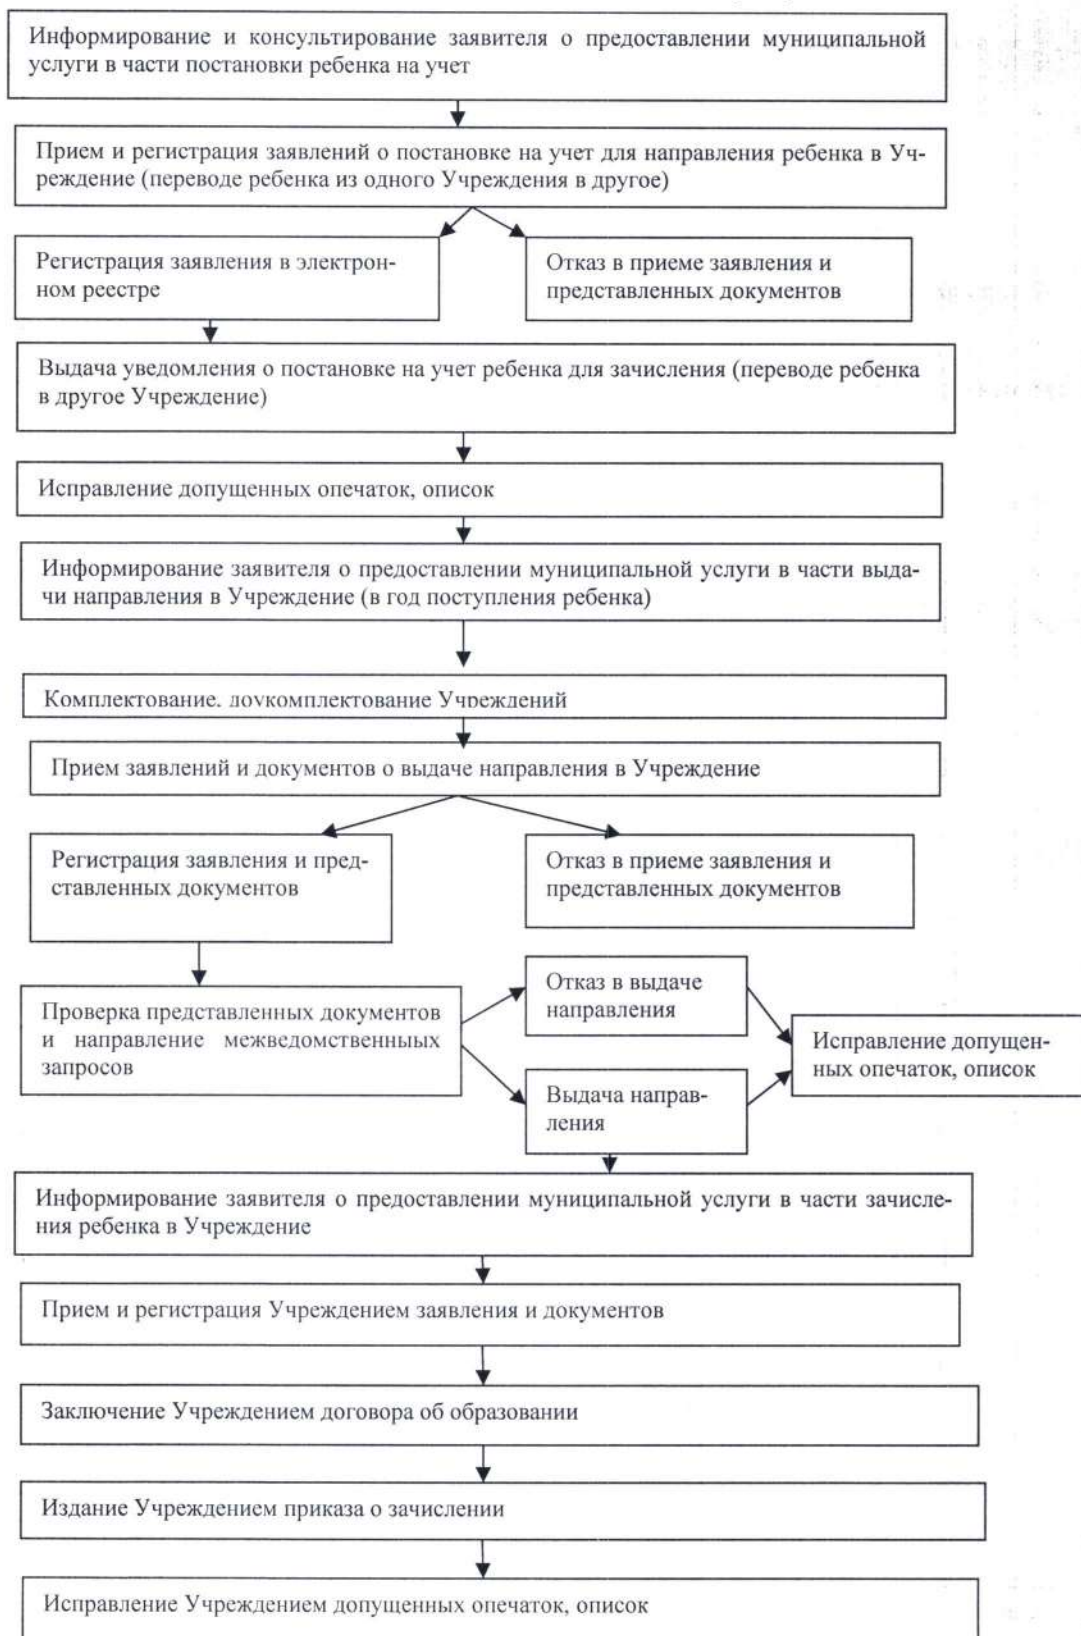 Информирование и консультирование заявителя о предоставлении муниципальной
услуги в части постановки ребенка на учет
Прием и регистрация заявлений о постановке на учет для направления ребенка в Уч-
реждение (переводе ребенка из одного Учреждения в другое)
Регистрация заявления в электрон-
ном реестре
Отказ в приеме заявления и
представленных документов
Выдача уведомления о постановке на учет ребенка для зачисления (переводе ребенка
в другое Учреждение)
Исправление допущенных опечаток, описок
Информирование заявителя о предоставлении муниципальной услуги в части выда-
чи направления в Учреждение (в год поступления ребенка)
Комплектование, доукомплектование Учреждений
Прием заявлений и документов о выдаче направления в Учреждение
Регистрация заявления и пред-
ставленных документов
Отказ в приеме заявления и
представленных документов
Проверка представленных документов
и направление межведомственныых
запросов
Отказ в выдаче
направления
Выдача направ-
ления
Исправление допущен-
ных опечаток, описок
Информирование заявителя о предоставлении муниципальной услуги в части зачисле-
ния ребенка в Учреждение
Прием и регистрация Учреждением заявления и документов
Заключение Учреждением договора об образовании
Издание Учреждением приказа о зачислении
Исправление Учреждением допущенных опечаток, описок